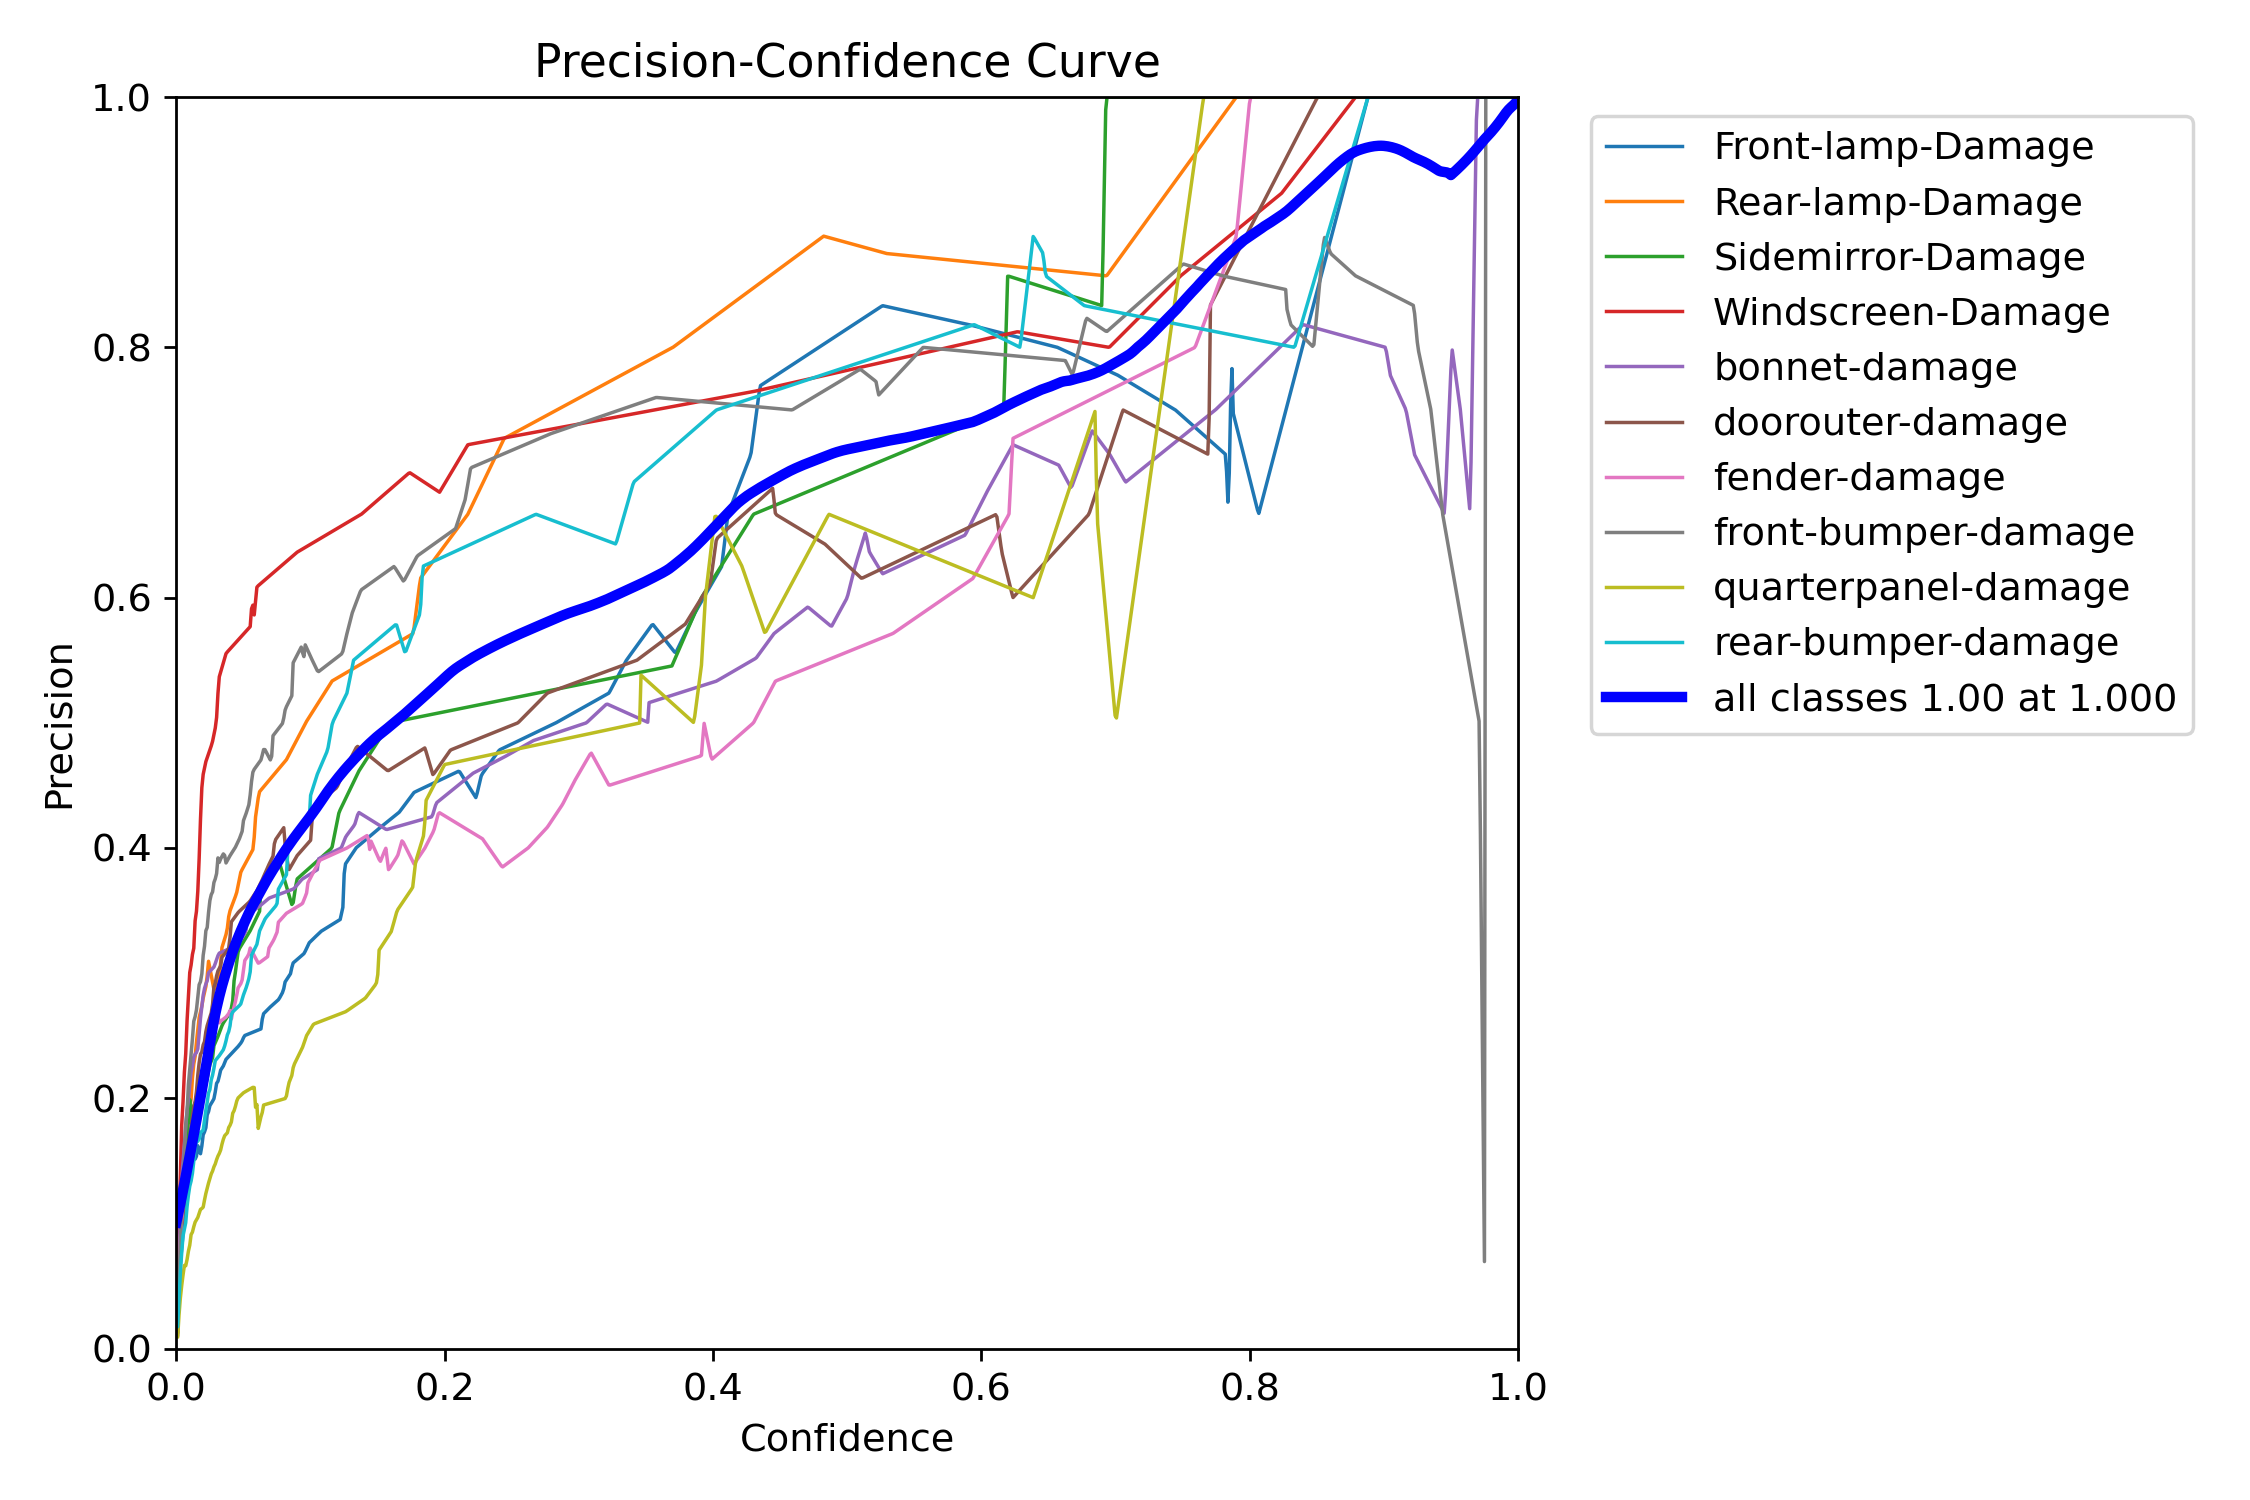 Precision-Confidence Curve
1.0
0.8
0.6
0.4
0.2
0.0
Precision
0.0 0.2 0.4 0.6 0.8 1.0
Confidence
Front-lamp-Damage
Rear-lamp-Damage
Sidemirror-Damage
Windscreen-Damage
bonnet-damage
doorouter-damage
fender-damage
front-bumper-damage
quarterpanel-damage
rear-bumper-damage
all classes 1.00 at 1.000